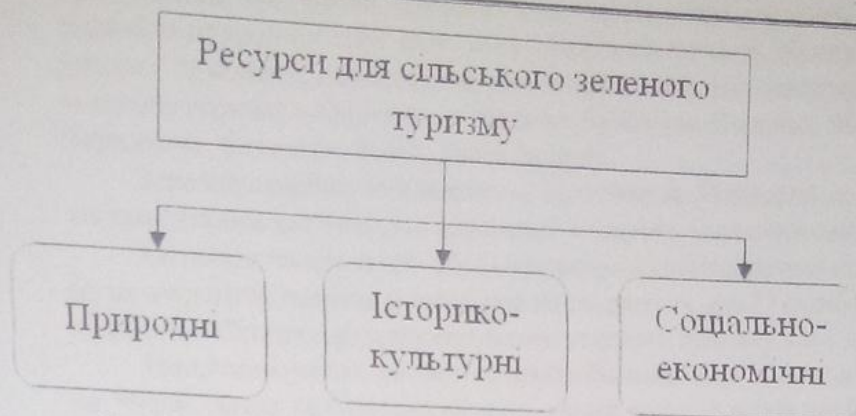 Ресурси для сільського зеленого
туризму
Природні
Історико-
культурні
Соціально-
економічні